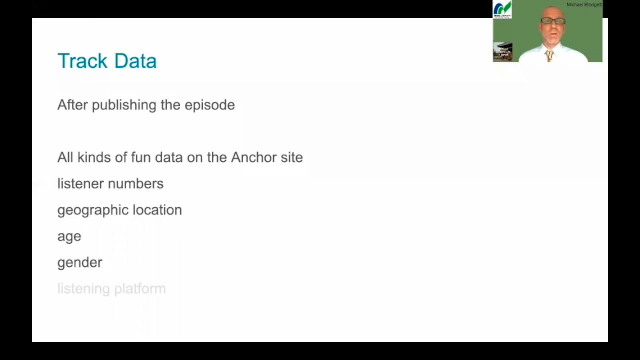 Track Data
After publishing the episode
All kinds of fun data on the Anchor site
listener numbers
geographic location
age
gender
listening platform